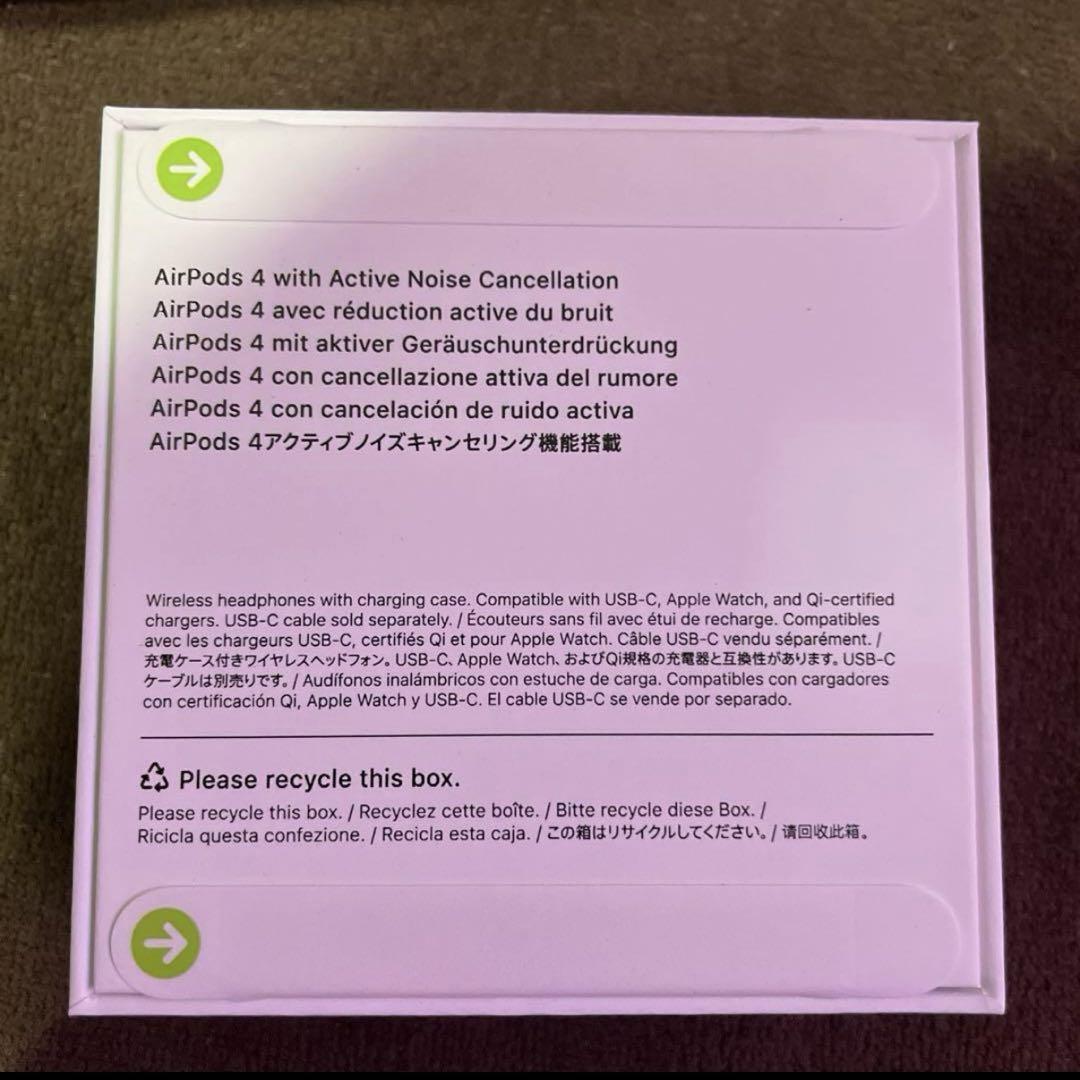 AirPods 4 with Active Noise Cancellation
AirPods 4 avec réduction active du bruit
AirPods 4 mit aktiver Geräuschunterdrückung
AirPods 4 con cancellazione attiva del rumore
AirPods 4 con cancelación de ruido activa
AirPods 4アクティブノイズキャンセリング機能搭載
Wireless headphones with charging case. Compatible with USB-C, Apple Watch, and Qi-certified
chargers. USB-C cable sold separately. / Écouteurs sans fil avec étui de recharge. Compatibles
avec les chargeurs USB-C, certifiés Qi et pour Apple Watch. Câble USB-C vendu séparément. /
充電ケース付きワイヤレスヘッドフォン。USB-C、Apple Watch、およびQi規格の充電器と互換性があります。USB-C
ケーブルは別売りです。/ Audífonos inalámbricos con estuche de carga. Compatibles con cargadores
con certificación Qi, Apple Watch y USB-C. El cable USB-C se vende por separado.
Please recycle this box.
Please recycle this box. / Recyclez cette boîte. / Bitte recycle diese Box. /
Ricicla questa confezione. / Recicla esta caja. / この箱はリサイクルしてください。/ 请回收此箱。